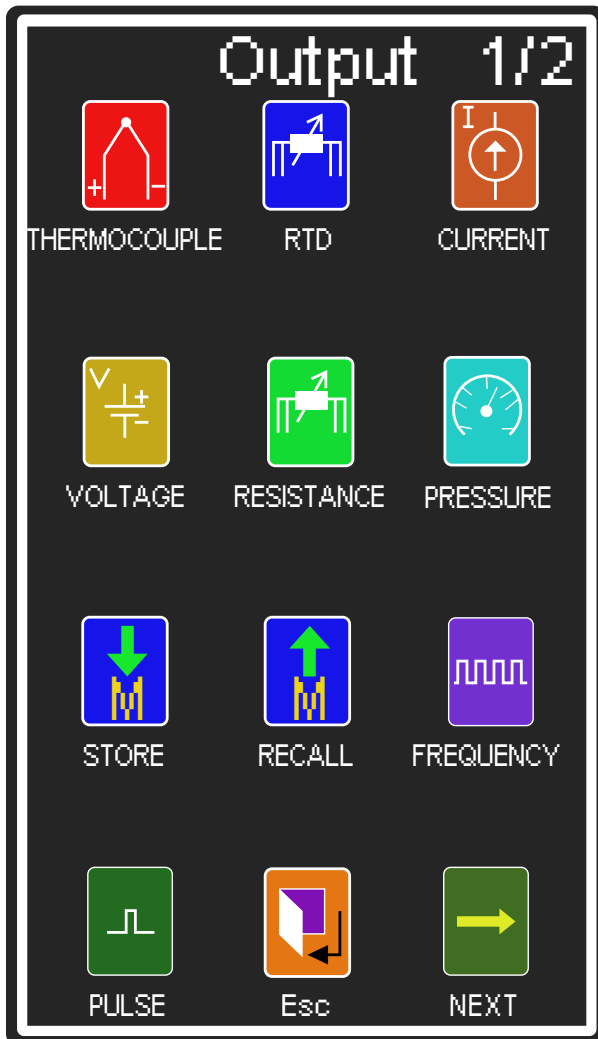 Output 1/2
THERMOCOUPLE RTD CURRENT
VOLTAGE RESISTANCE PRESSURE
STORE RECALL FREQUENCY
PULSE Esc NEXT